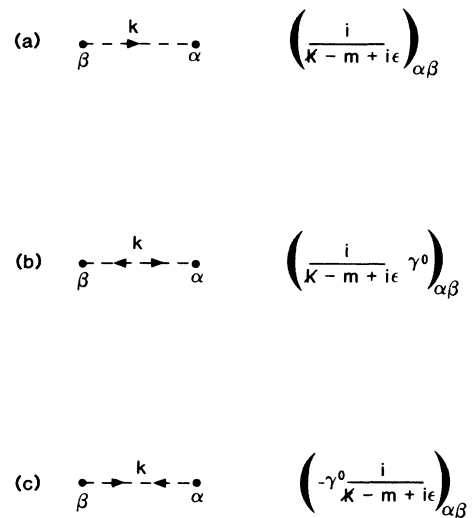 (a) β k α ( i / k̸ − m + iϵ )αβ
(b) β k α ( i / k̸ − m + iϵ γ⁰ )αβ
(c) β k α ( -γ⁰ i / k̸ − m + iϵ )αβ